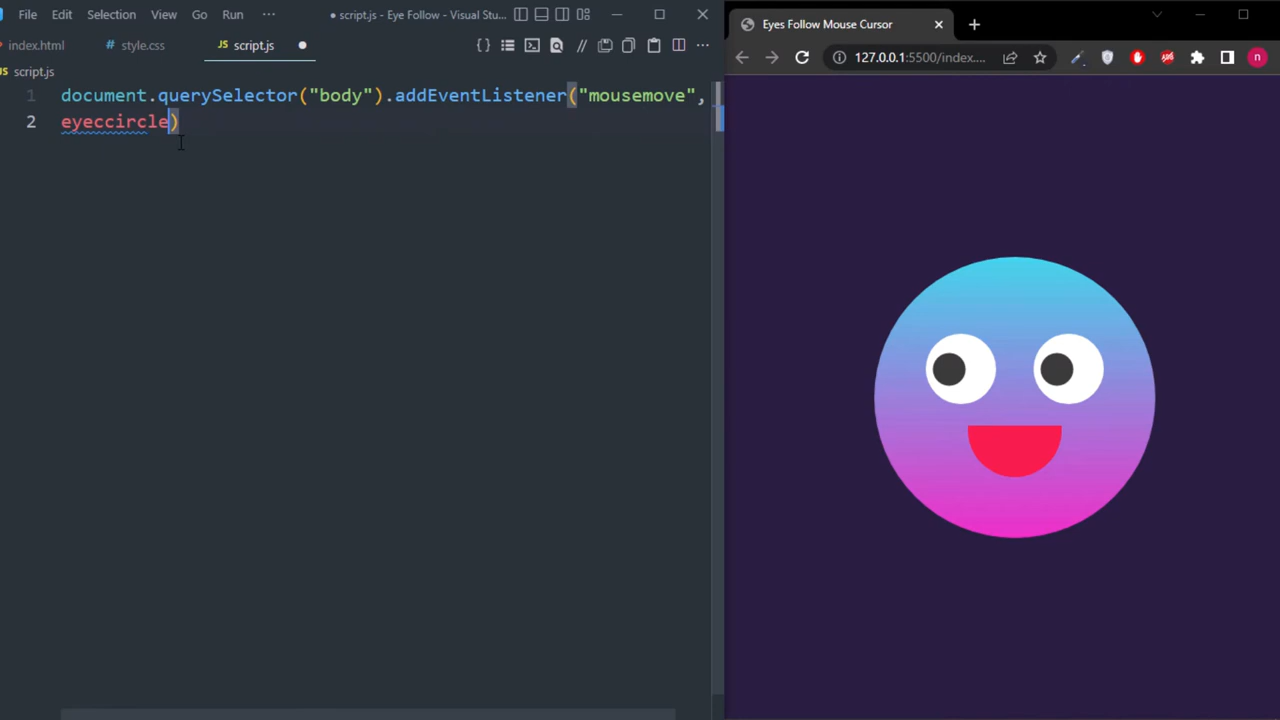 File Edit Selection View Go Run ··· ● script.js - Eye Follow - Visual Stu...
index.html # style.css JS script.js ●
JS script.js
1 document.querySelector("body").addEventListener("mousemove",
2 eyeccircle)
Eyes Follow Mouse Cursor
127.0.0.1:5500/index....
ABP
n